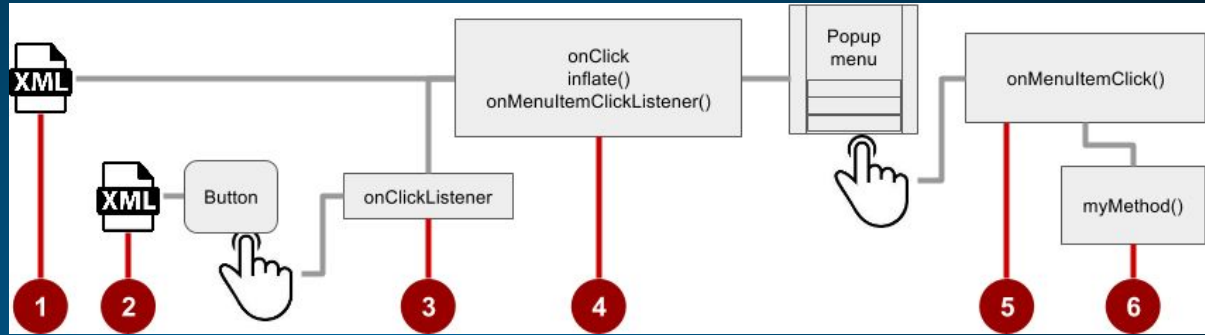 XML
onClick
inflate()
onMenuItemClickListener()
Popup
menu
onMenuItemClick()
XML
Button
onClickListener
myMethod()
1
2
3
4
5
6